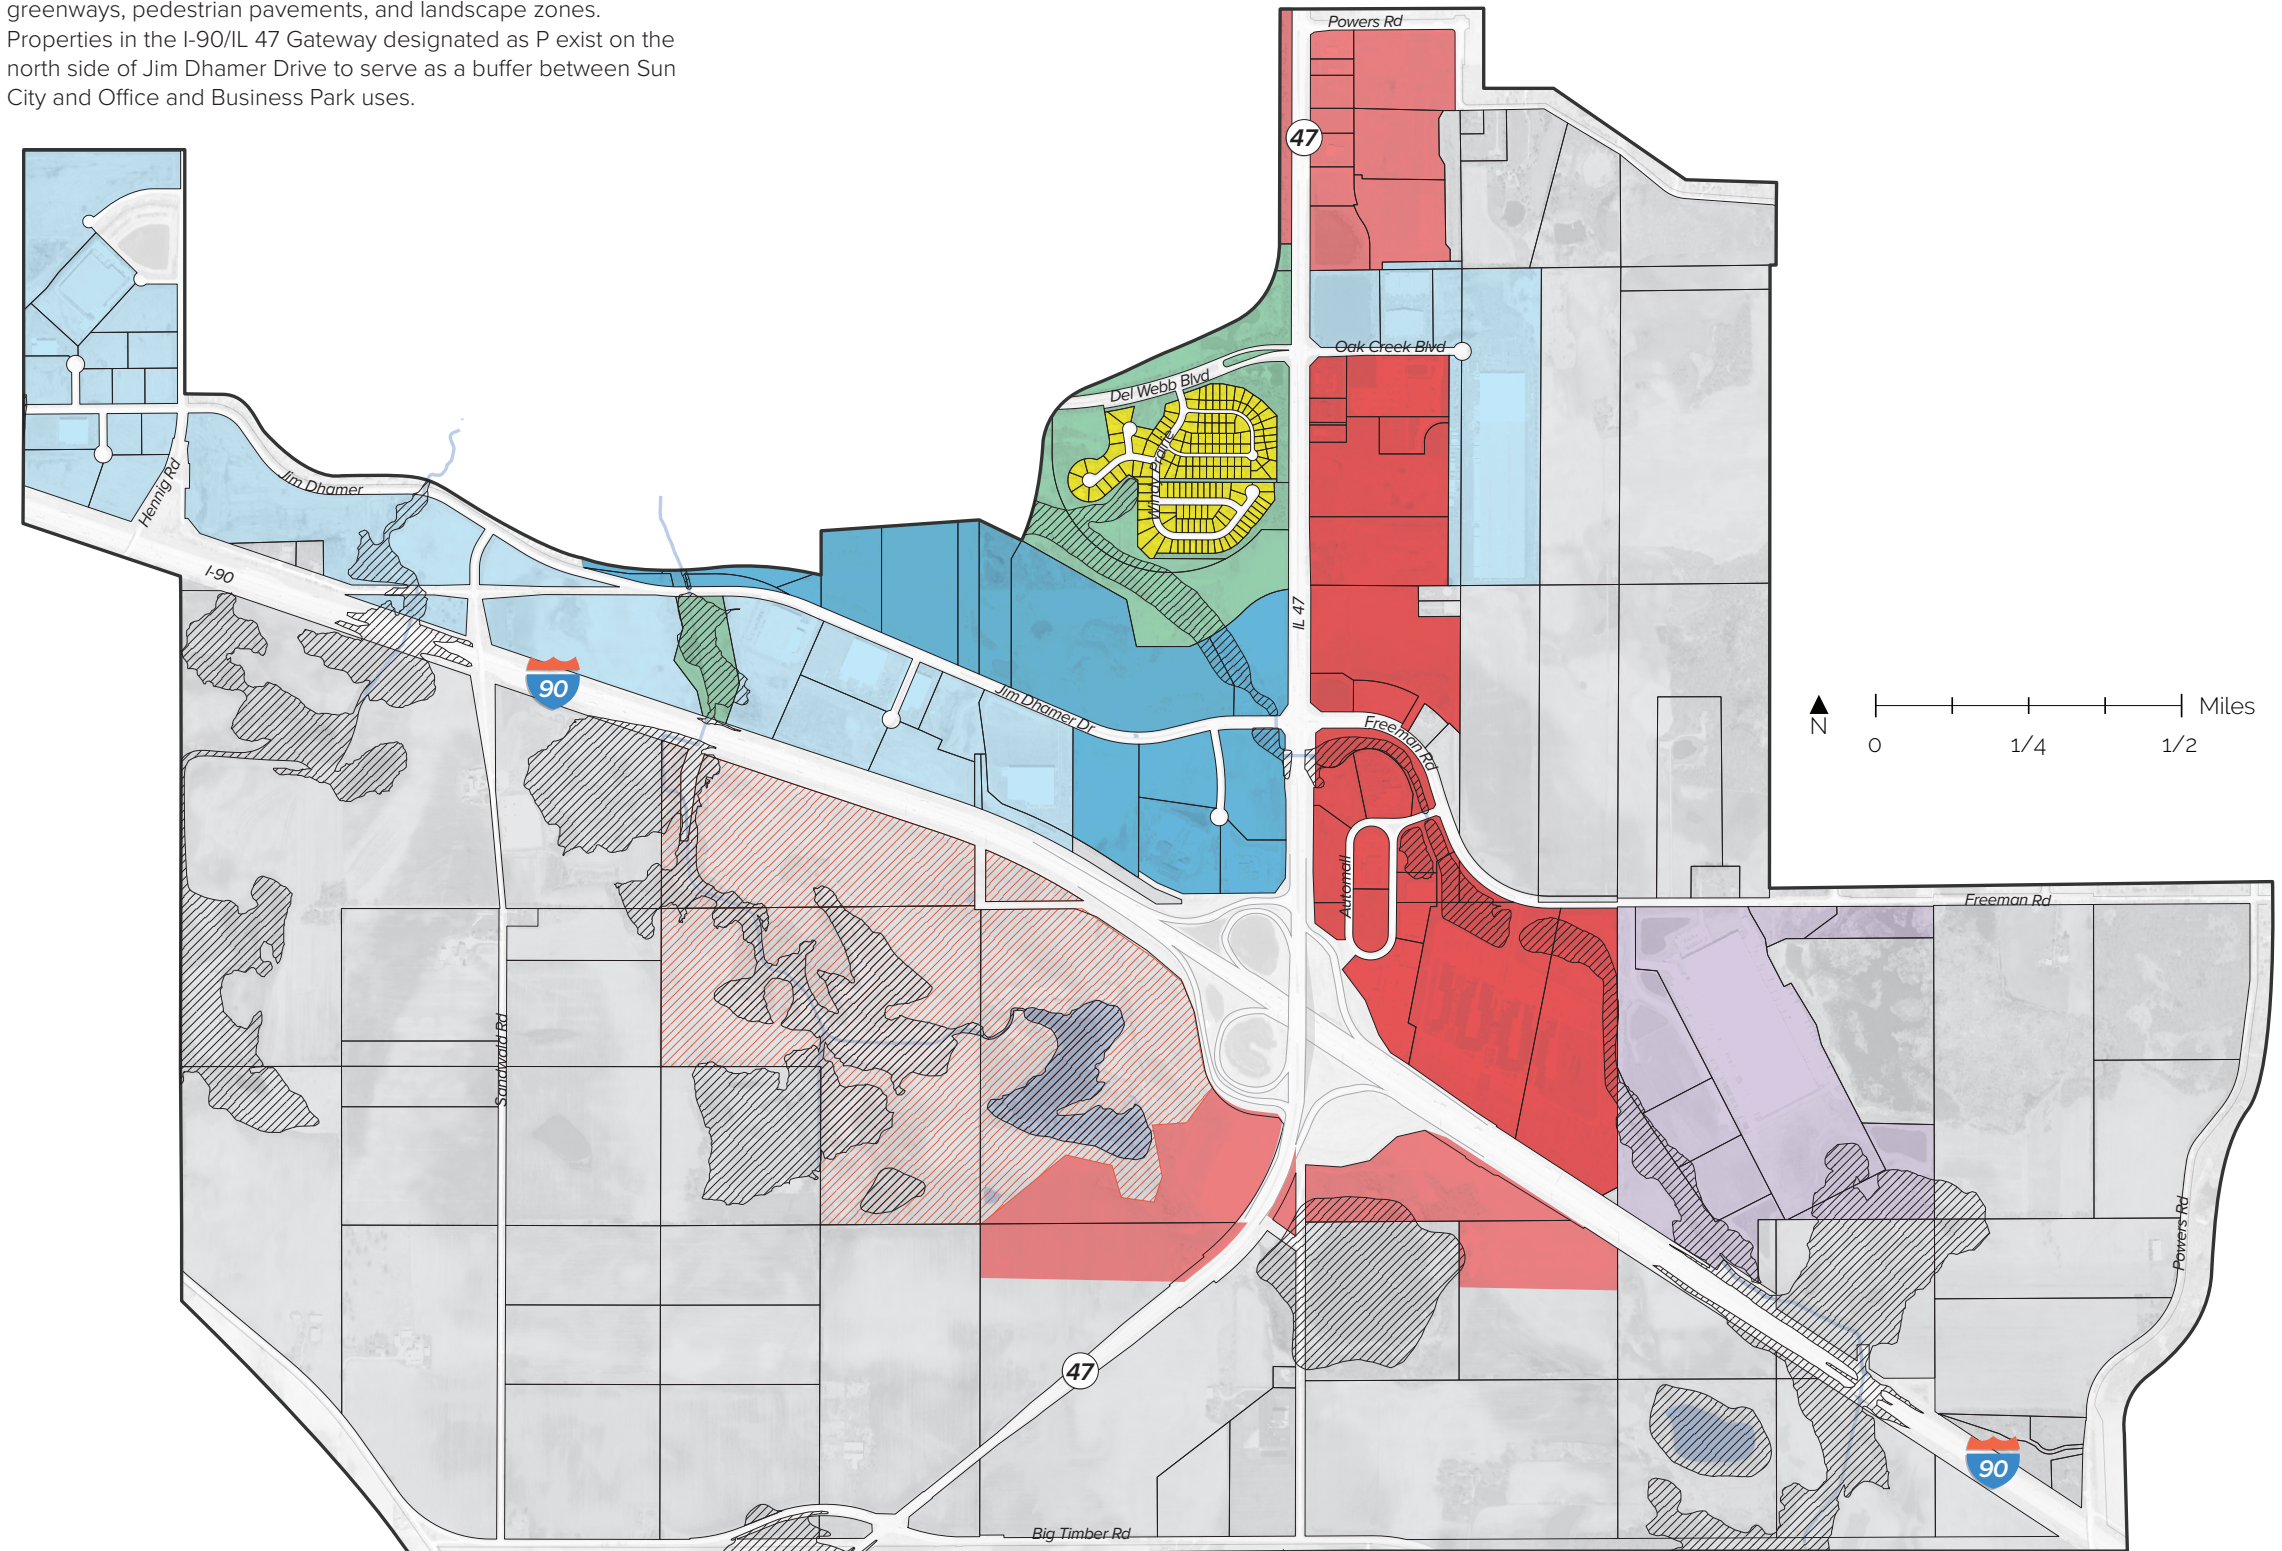 greenways, pedestrian pavements, and landscape zones.
Properties in the I-90/IL 47 Gateway designated as P exist on the
north side of Jim Dhamer Drive to serve as a buffer between Sun
City and Office and Business Park uses.
Powers Rd
47
Oak Creek Blvd
Del Webb Blvd
Windy Prairie
Jim Dhamer
Hennig Rd
I-90
IL 47
90
Jim Dhamer Dr
Freeman Rd
N
Miles
0
1/4
1/2
Automall
Freeman Rd
Sandwald Rd
Powers Rd
47
90
Big Timber Rd